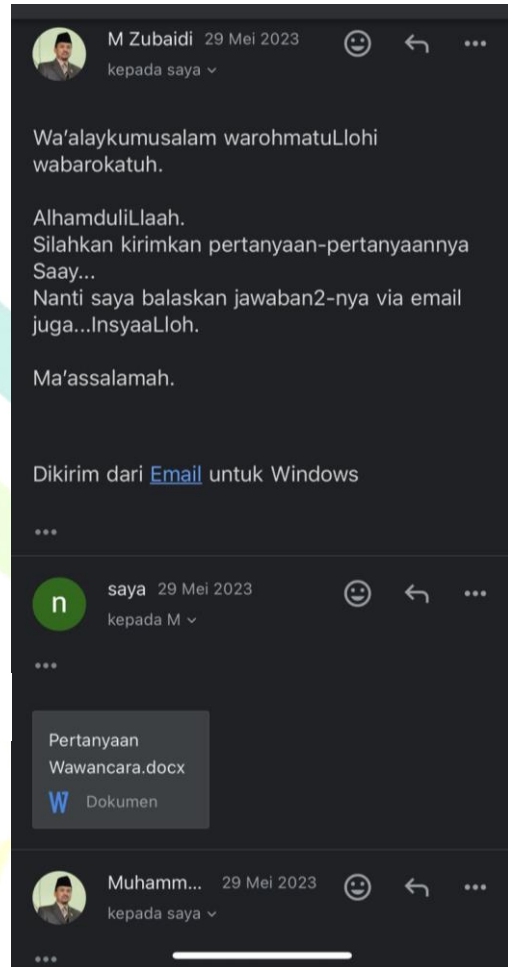 M Zubaidi 29 Mei 2023
kepada saya
Wa'alaykumusalam warohmatuLlohi
wabarokatuh.
AlhamduliLlaah.
Silahkan kirimkan pertanyaan-pertanyaannya
Saay...
Nanti saya balaskan jawaban2-nya via email
juga...InsyaaLloh.
Ma'assalamah.
Dikirim dari Email untuk Windows
...
n
saya 29 Mei 2023
kepada M
...
Pertanyaan
Wawancara.docx
W Dokumen
Muhamm... 29 Mei 2023
kepada saya
...